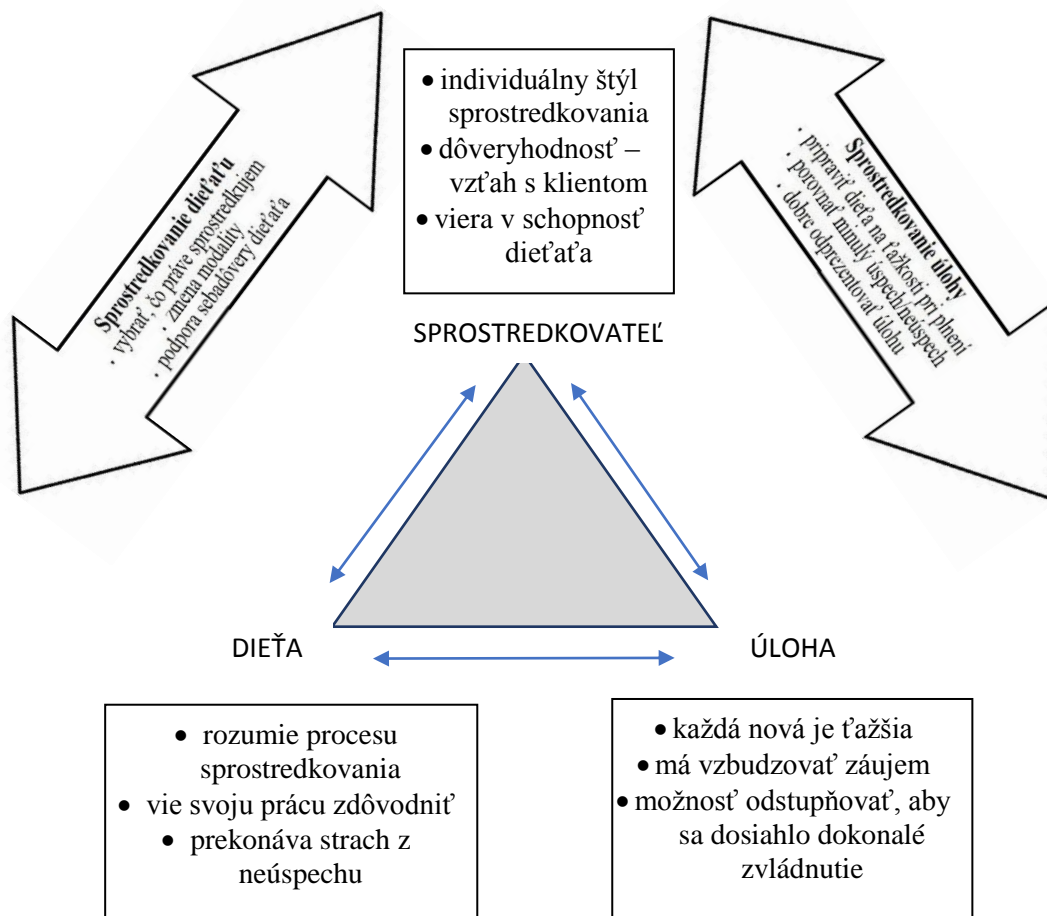 Sprostredkovanie dieťaťu
. vybrať, čo práve sprostredkujem
. zmena modality
. podpora sebadôvery dieťaťa
• individuálny štýl
sprostredkovania
• dôveryhodnosť –
vzťah s klientom
• viera v schopnosť
dieťaťa
Sprostredkovanie úlohy
. pripraviť dieťa na ťažkosti pri plnení
. porovnať minulý úspech/neúspech
. dobre odprezentovať úlohu
SPROSTREDKOVATEĽ
DIEŤA
ÚLOHA
• rozumie procesu
sprostredkovania
• vie svoju prácu zdôvodniť
• prekonáva strach z
neúspechu
• každá nová je ťažšia
• má vzbudzovať záujem
• možnosť odstupňovať, aby
sa dosiahlo dokonalé
zvládnutie